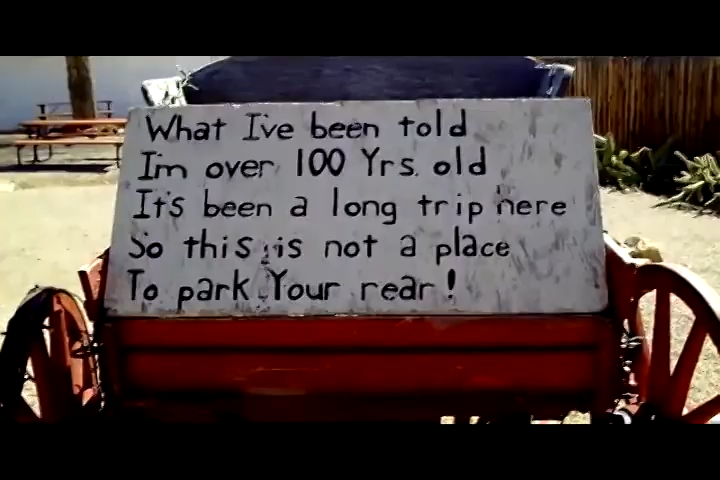 What I've been told
I'm over 100 Yrs. old
It's been a long trip here
So this is not a place
To park Your rear!